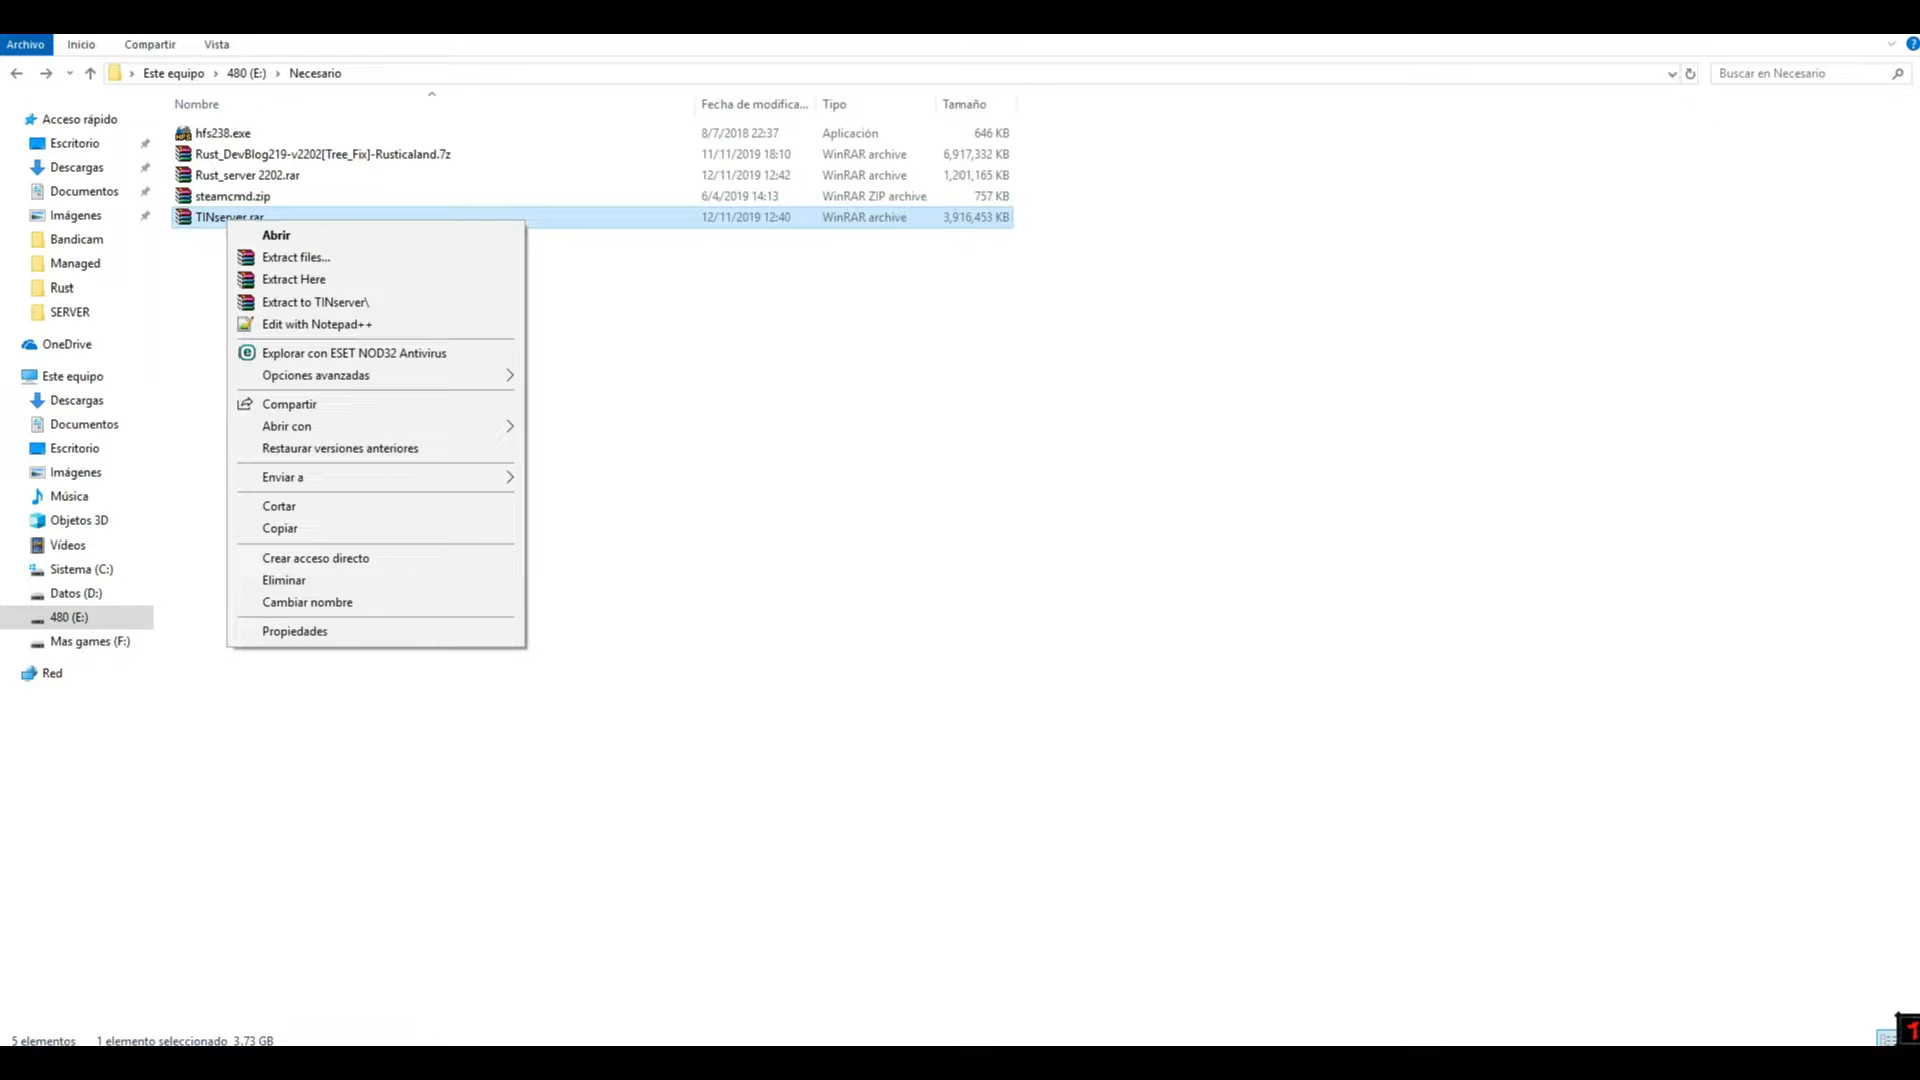 Archivo Inicio Compartir Vista
Este equipo › 480 (E:) › Necesario
Buscar en Necesario
Nombre Fecha de modifica... Tipo Tamaño
hfs238.exe 8/7/2018 22:37 Aplicación 646 KB
Rust_DevBlog219-v2202[Tree_Fix]-Rusticaland.7z 11/11/2019 18:10 WinRAR archive 6,917,332 KB
Rust_server 2202.rar 12/11/2019 12:42 WinRAR archive 1,201,165 KB
steamcmd.zip 6/4/2019 14:13 WinRAR ZIP archive 757 KB
TINserver.rar 12/11/2019 12:40 WinRAR archive 3,916,453 KB
Acceso rápido
Escritorio
Descargas
Documentos
Imágenes
Bandicam
Managed
Rust
SERVER
OneDrive
Este equipo
Descargas
Documentos
Escritorio
Imágenes
Música
Objetos 3D
Vídeos
Sistema (C:)
Datos (D:)
480 (E:)
Mas games (F:)
Red
Abrir
Extract files...
Extract Here
Extract to TINserver\
Edit with Notepad++
Explorar con ESET NOD32 Antivirus
Opciones avanzadas
Compartir
Abrir con
Restaurar versiones anteriores
Enviar a
Cortar
Copiar
Crear acceso directo
Eliminar
Cambiar nombre
Propiedades
5 elementos 1 elemento seleccionado 3.73 GB